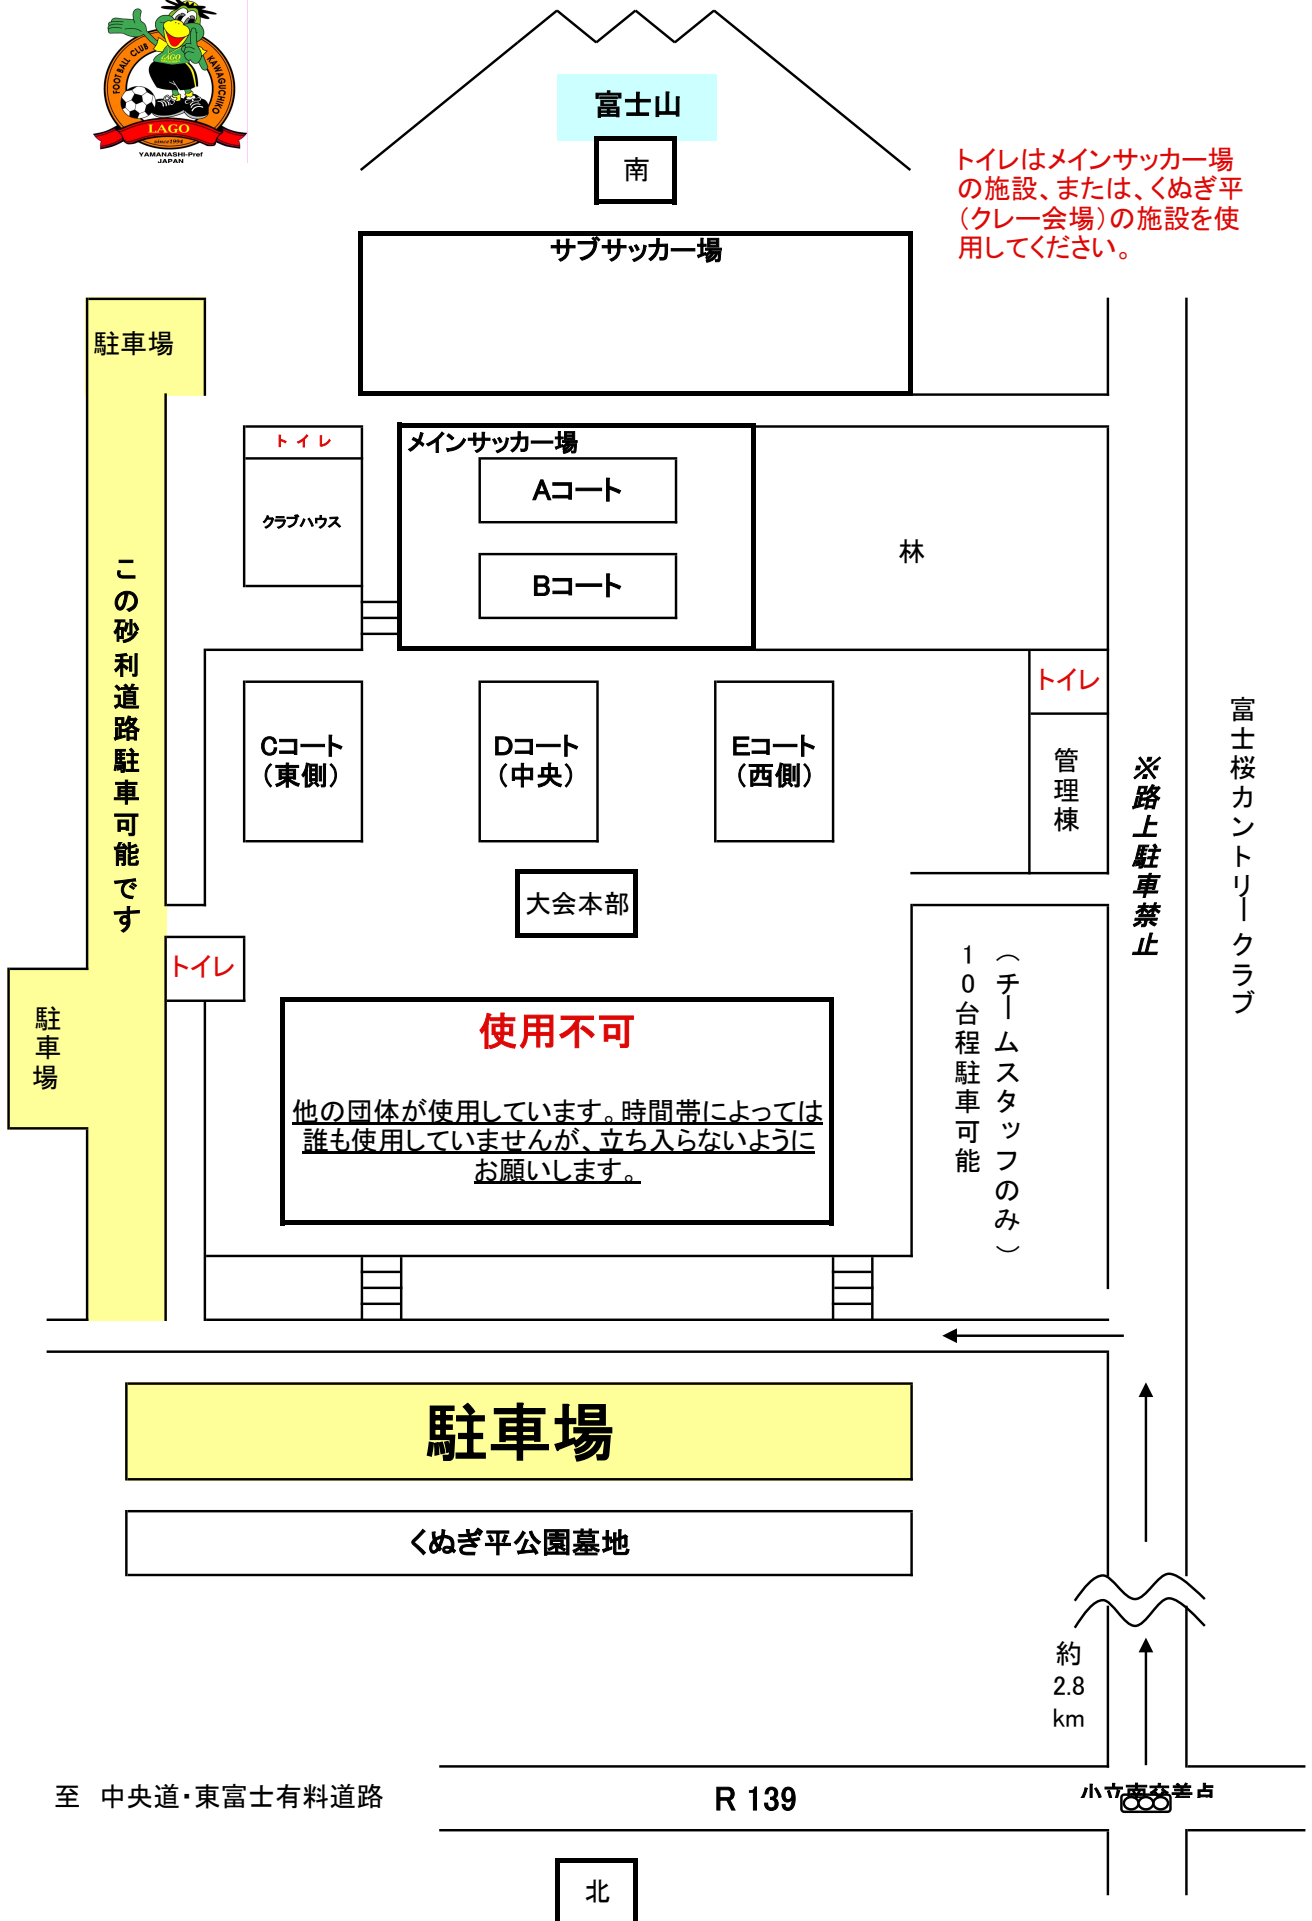 FOOT BALL CLUB KAWAGUCHIKO
LAGO
LAGO
since1994
YAMANASHI-Pref
JAPAN
富士山
南
トイレはメインサッカー場
の施設、または、くぬぎ平
（クレー会場）の施設を使
用してください。
サブサッカー場
駐車場
トイレ
クラブハウス
メインサッカー場
Aコート
Bコート
林
この砂利道路駐車可能です
Cコート
（東側）
Dコート
（中央）
Eコート
（西側）
トイレ
管理棟
※路上駐車禁止
富士桜カントリークラブ
大会本部
トイレ
駐車場
使用不可
他の団体が使用しています。時間帯によっては
誰も使用していませんが、立ち入らないように
お願いします。
（チームスタッフのみ）
10台程駐車可能
駐車場
くぬぎ平公園墓地
約
2.8
km
至　中央道・東富士有料道路
R 139
小立南交差点
北